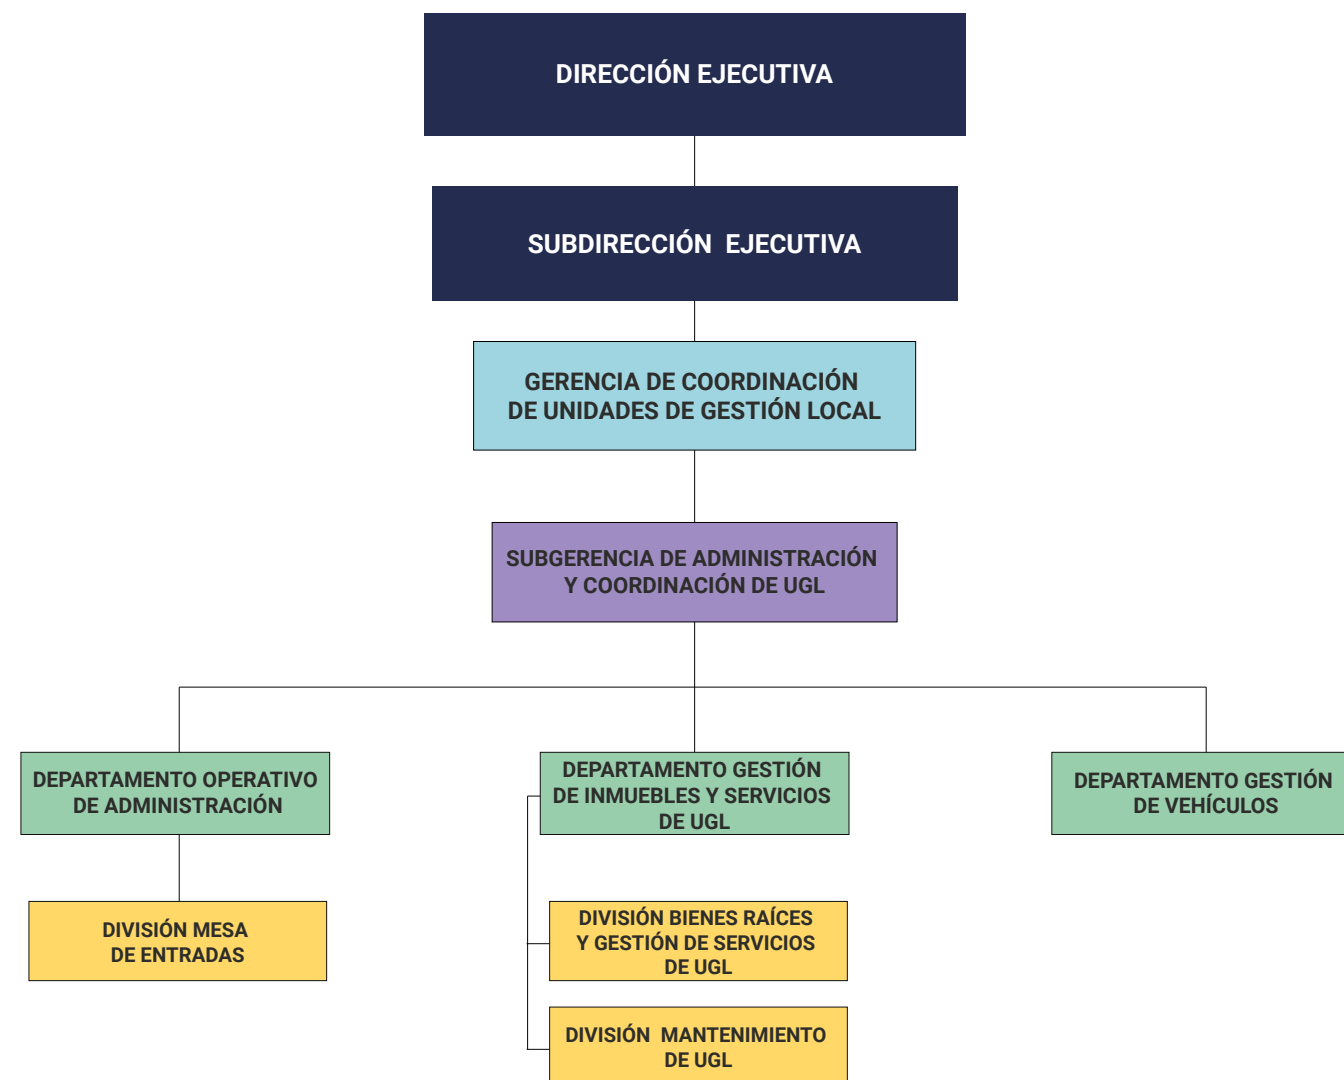 DIRECCIÓN EJECUTIVA
SUBDIRECCIÓN EJECUTIVA
GERENCIA DE COORDINACIÓN
DE UNIDADES DE GESTIÓN LOCAL
SUBGERENCIA DE ADMINISTRACIÓN
Y COORDINACIÓN DE UGL
DEPARTAMENTO OPERATIVO
DE ADMINISTRACIÓN
DEPARTAMENTO GESTIÓN
DE INMUEBLES Y SERVICIOS
DE UGL
DEPARTAMENTO GESTIÓN
DE VEHÍCULOS
DIVISIÓN MESA
DE ENTRADAS
DIVISIÓN BIENES RAÍCES
Y GESTIÓN DE SERVICIOS
DE UGL
DIVISIÓN MANTENIMIENTO
DE UGL